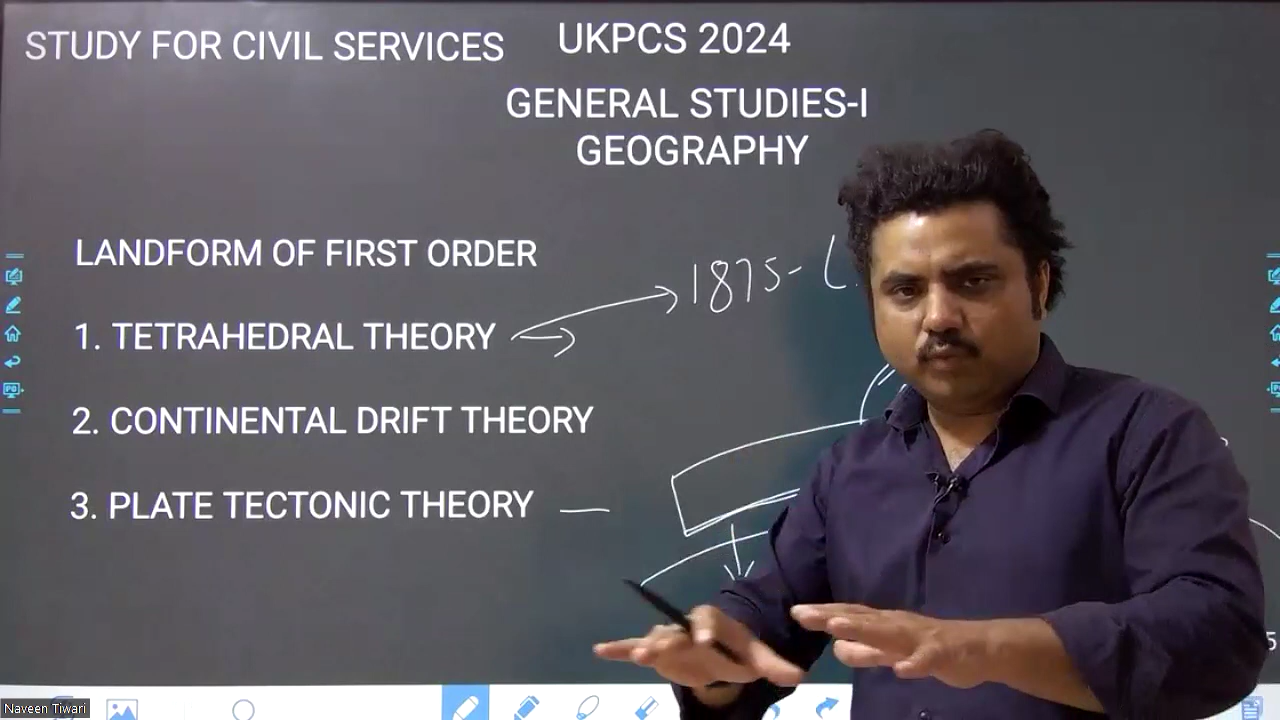 STUDY FOR CIVIL SERVICES
UKPCS 2024
GENERAL STUDIES-I
GEOGRAPHY
LANDFORM OF FIRST ORDER
1. TETRAHEDRAL THEORY
1875-
2. CONTINENTAL DRIFT THEORY
3. PLATE TECTONIC THEORY
Naveen Tiwari